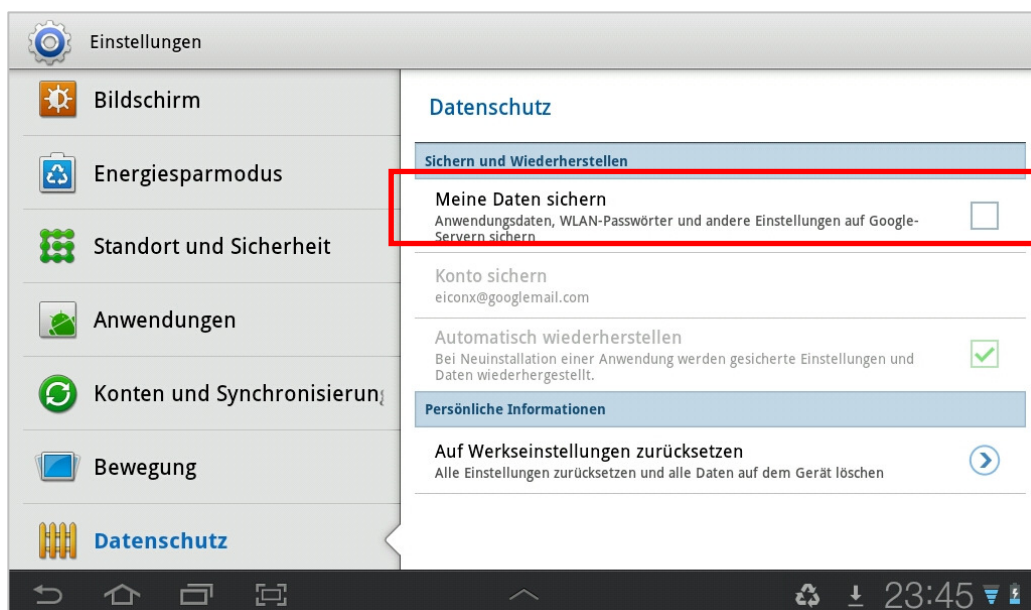 Einstellungen
Bildschirm
Energiesparmodus
Standort und Sicherheit
Anwendungen
Konten und Synchronisierung
Bewegung
Datenschutz
Datenschutz
Sichern und Wiederherstellen
Meine Daten sichern
Anwendungsdaten, WLAN-Passwörter und andere Einstellungen auf Google-
Servern sichern
Konto sichern
eiconx@googlemail.com
Automatisch wiederherstellen
Bei Neuinstallation einer Anwendung werden gesicherte Einstellungen und
Daten wiederhergestellt.
Persönliche Informationen
Auf Werkseinstellungen zurücksetzen
Alle Einstellungen zurücksetzen und alle Daten auf dem Gerät löschen
23:45